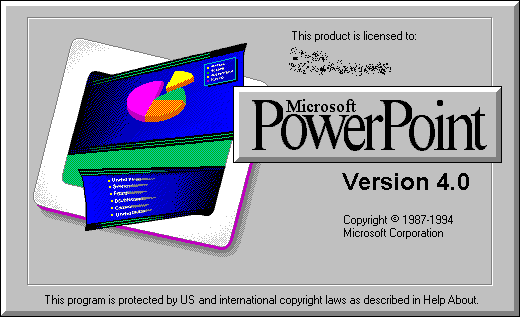 This product is licensed to:
Microsoft
PowerPoint
Version 4.0
Copyright © 1987-1994
Microsoft Corporation
This program is protected by US and international copyright laws as described in Help About.